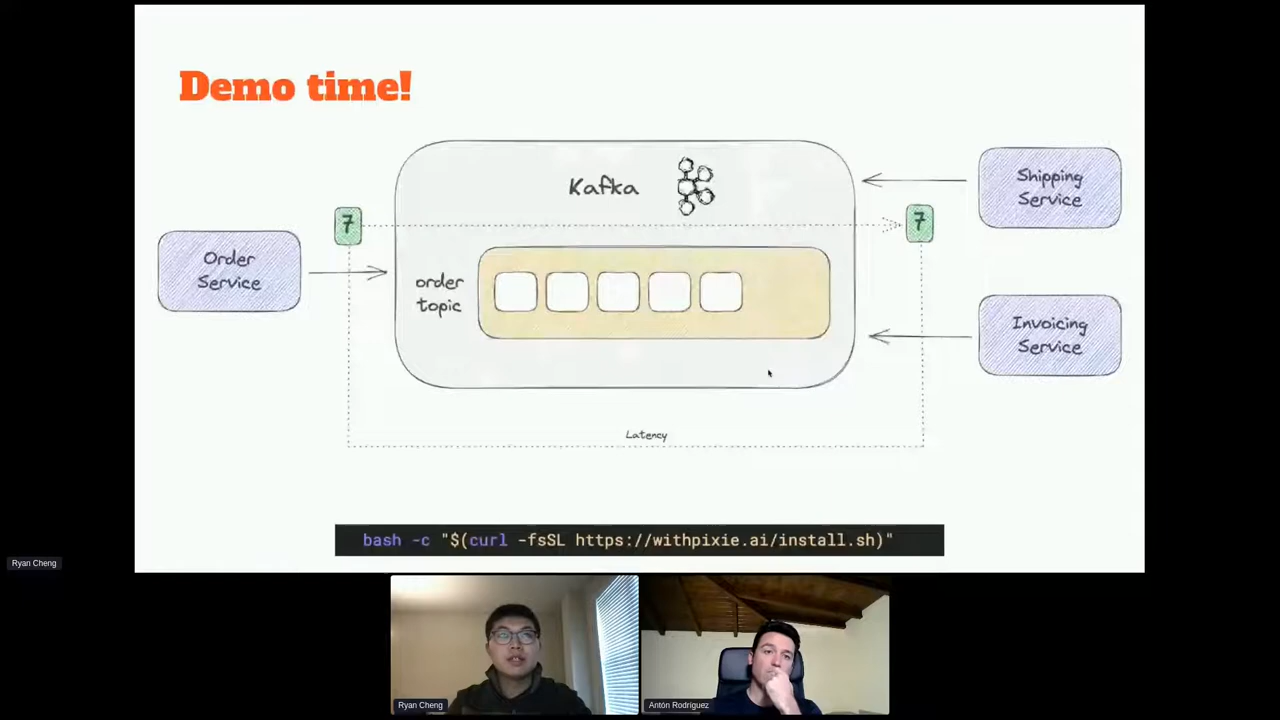 Demo time!
Kafka
7
7
Order
Service
order
topic
Shipping
Service
Invoicing
Service
Latency
bash -c "$(curl -fsSL https://withpixie.ai/install.sh)"
Ryan Cheng
Ryan Cheng
Antón Rodríguez